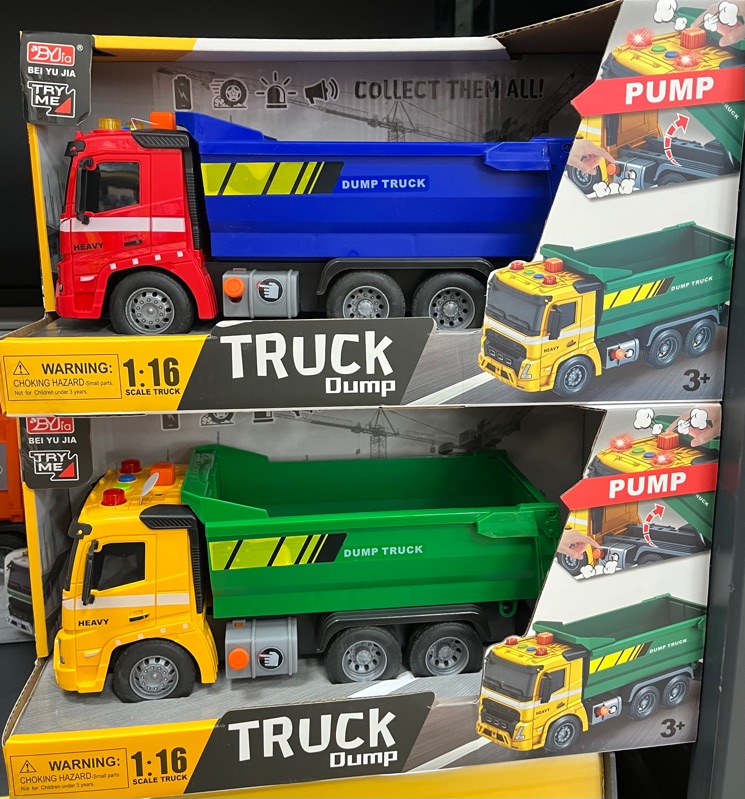 BYJia®
BEI YU JIA
TRY
ME
COLLECT THEM ALL!
PUMP
DUMP TRUCK
HEAVY
DUMP TRUCK
HEAVY
WARNING:
CHOKING HAZARD-Small parts.
Not for Children under 3 years.
1:16
SCALE TRUCK
TRUCK
Dump
3+
BYJia
BEI YU JIA
TRY
ME
PUMP
DUMP TRUCK
HEAVY
DUMP TRUCK
HEAVY
WARNING:
CHOKING HAZARD-Small parts.
Not for Children under 3 years.
1:16
SCALE TRUCK
TRUCK
Dump
3+